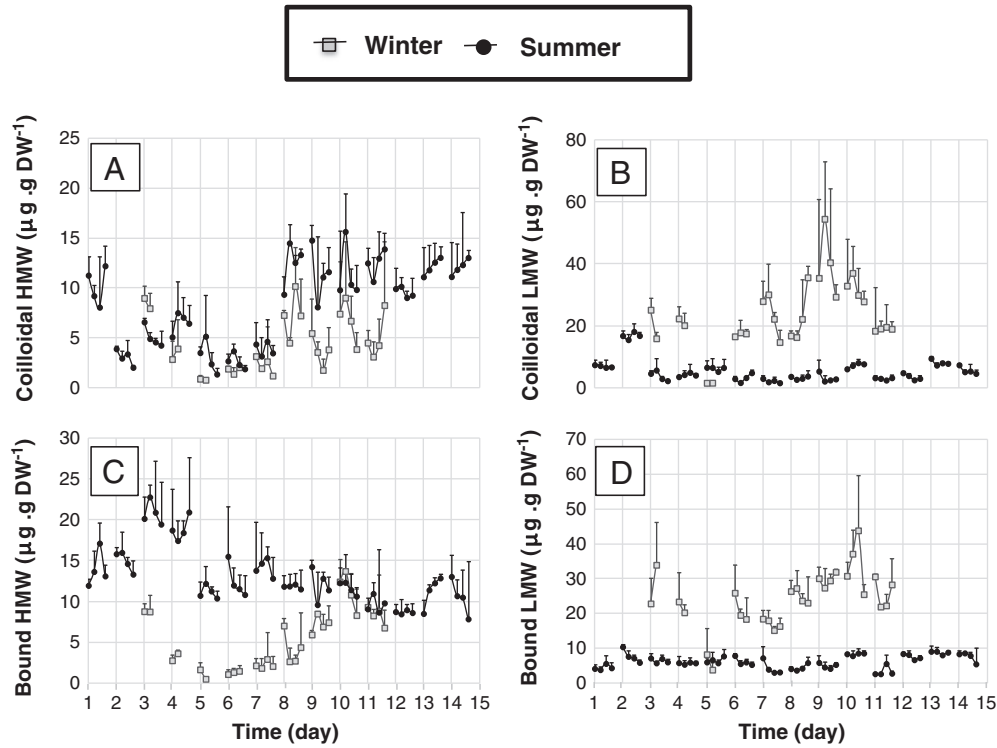 Winter Summer
A
Coilloidal HMW (µg .g DW-1)
25
20
15
10
5
0
B
Coilloidal LMW (µg .g DW-1)
80
60
40
20
0
C
Bound HMW (µg .g DW-1)
30
25
20
15
10
5
0
1 2 3 4 5 6 7 8 9 10 11 12 13 14 15
Time (day)
D
Bound LMW (µg .g DW-1)
70
60
50
40
30
20
10
0
1 2 3 4 5 6 7 8 9 10 11 12 13 14 15
Time (day)